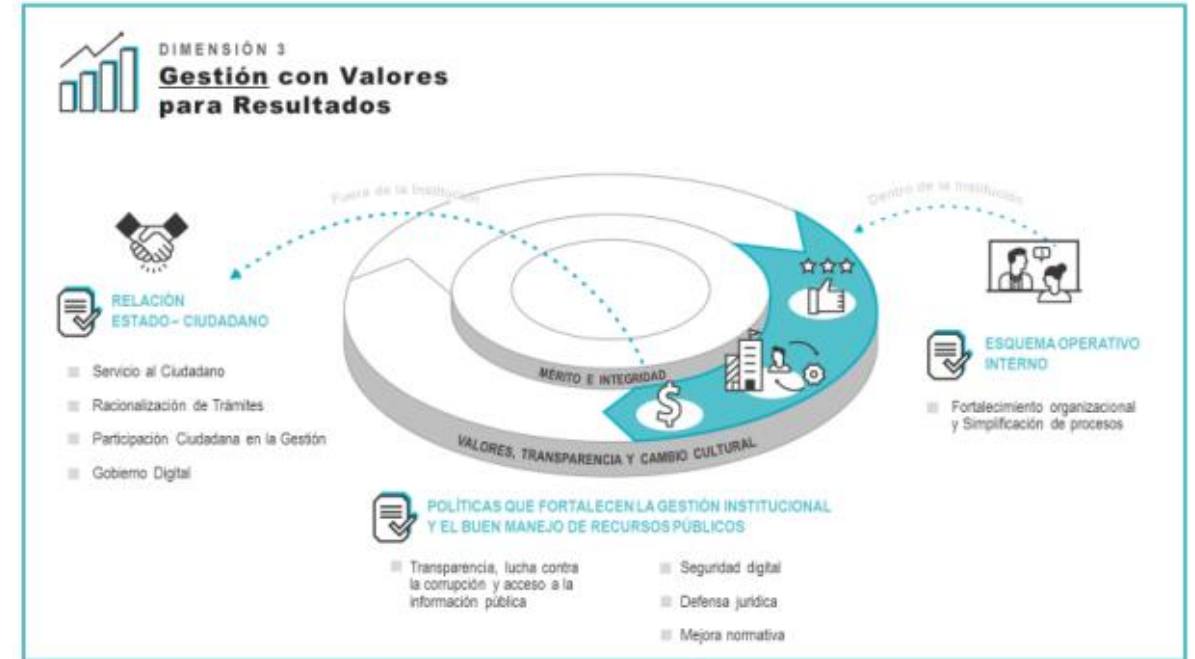 DIMENSIÓN 3
Gestión con Valores
para Resultados
Fuera de la Institución
Dentro de la Institución
RELACIÓN
ESTADO – CIUDADANO
Servicio al Ciudadano
Racionalización de Trámites
Participación Ciudadana en la Gestión
Gobierno Digital
MÉRITO E INTEGRIDAD
VALORES, TRANSPARENCIA Y CAMBIO CULTURAL
$
ESQUEMA OPERATIVO
INTERNO
Fortalecimiento organizacional
y Simplificación de procesos
POLÍTICAS QUE FORTALECEN LA GESTIÓN INSTITUCIONAL
Y EL BUEN MANEJO DE RECURSOS PÚBLICOS
Transparencia, lucha contra
la corrupción y acceso a la
información pública
Seguridad digital
Defensa jurídica
Mejora normativa